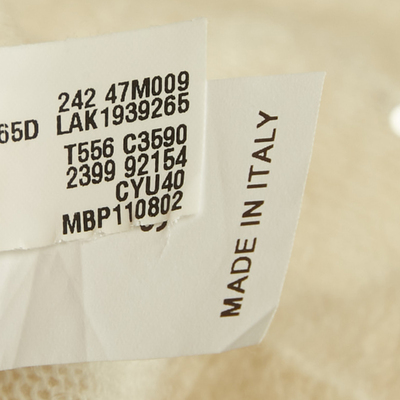 242 47M009
65D LAK1939265
T556 C3590
2399 92154
CYU40
MBP110802
MADE IN ITALY